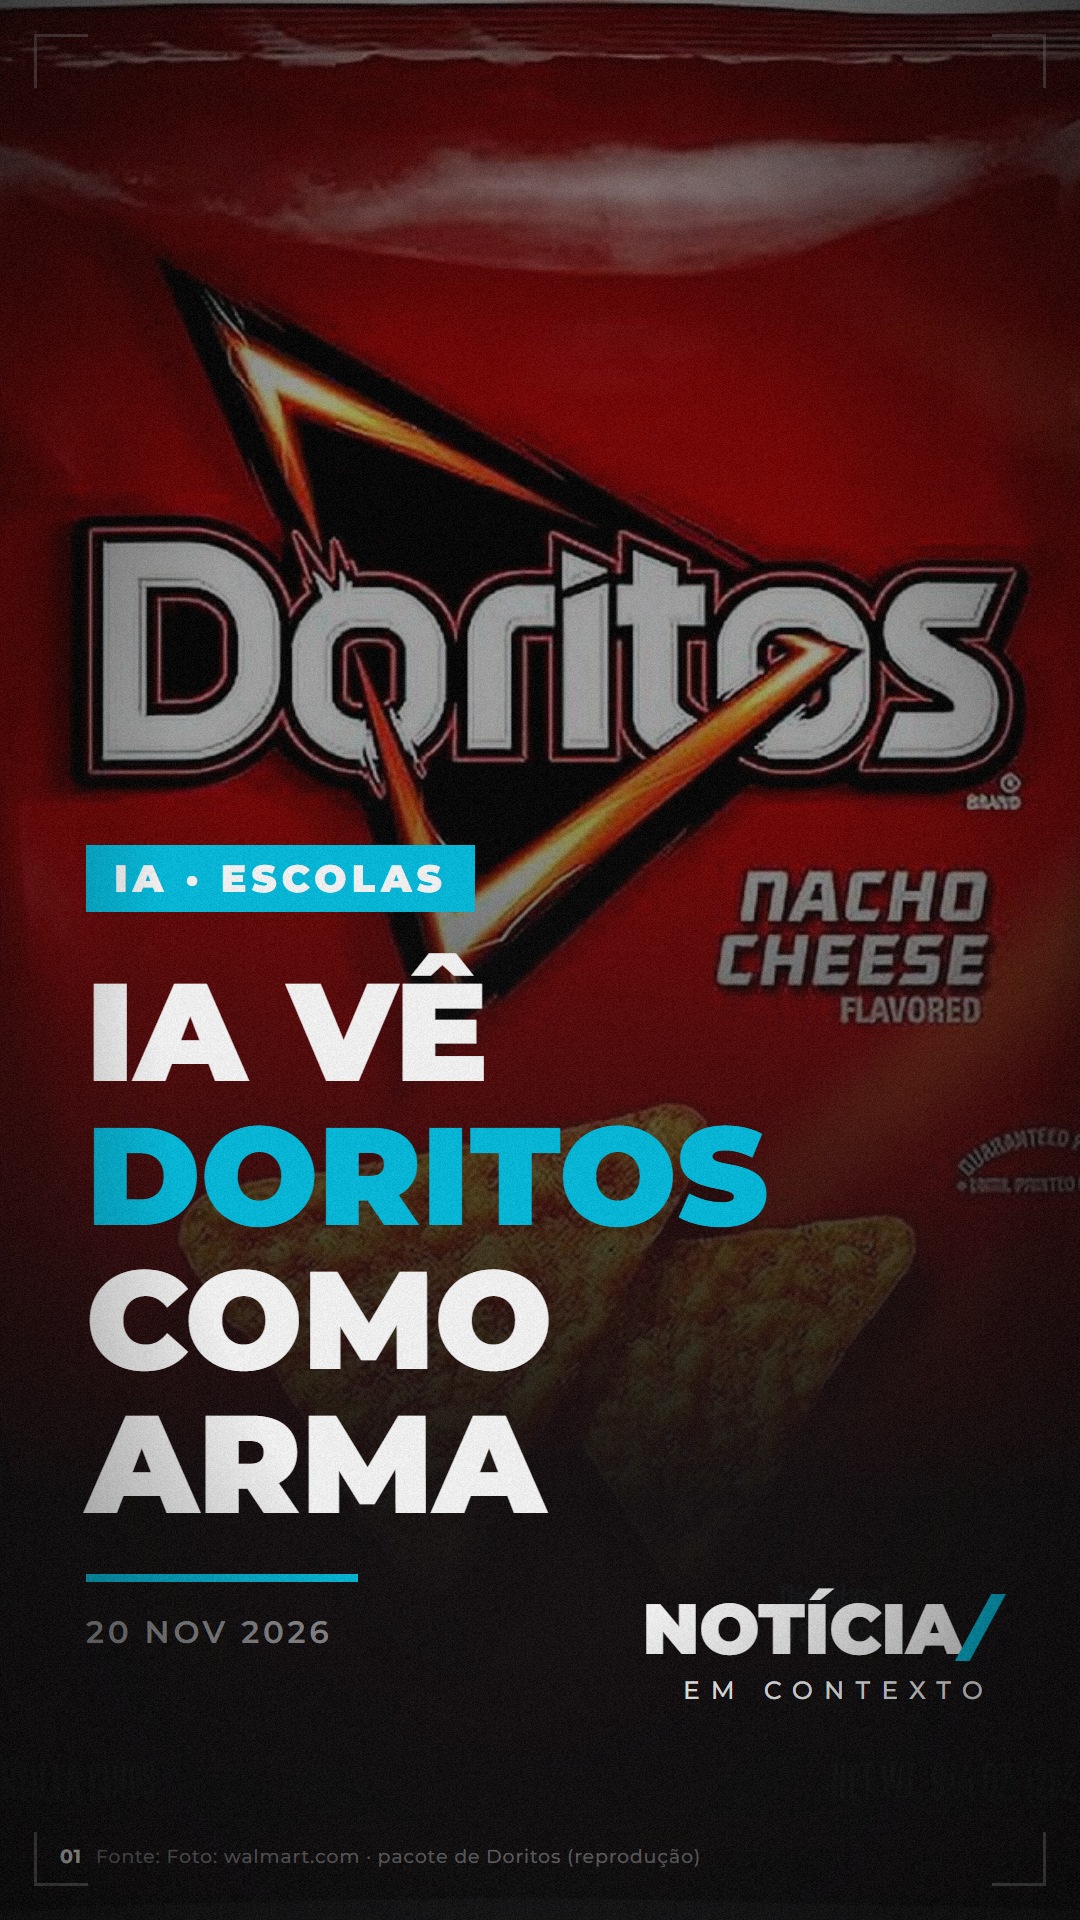 Doritos
BRAND
NACHO
CHEESE
FLAVORED
IA • ESCOLAS
IA VÊ
DORITOS
COMO
ARMA
GUARANTEED
20 NOV 2026
NOTÍCIA/
EM CONTEXTO
01 Fonte: Foto: walmart.com · pacote de Doritos (reprodução)